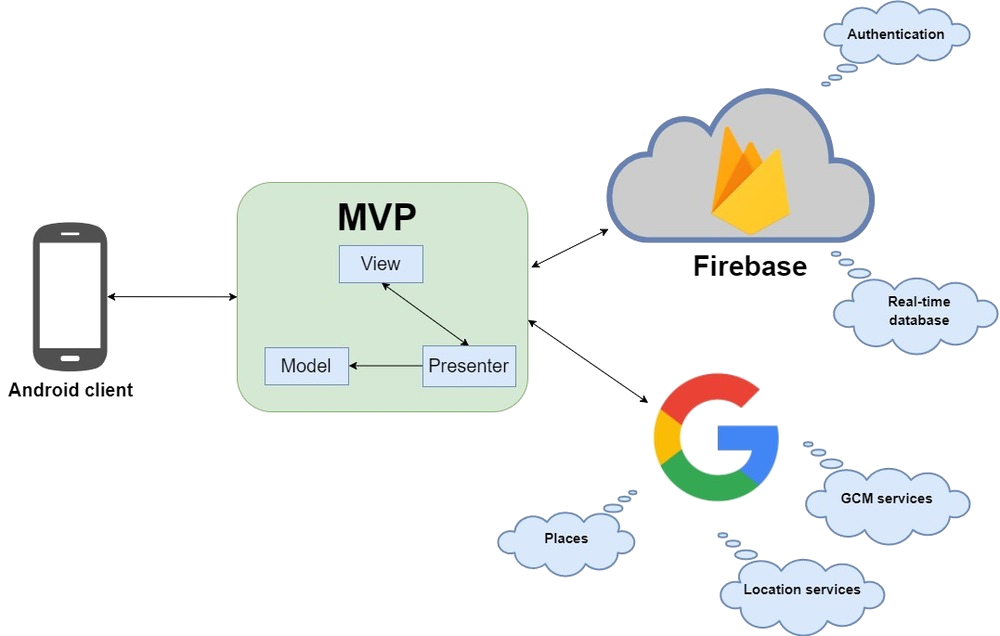 Authentication
MVP
View
Firebase
Real-time
database
Model
Presenter
Android client
GCM services
Places
Location services